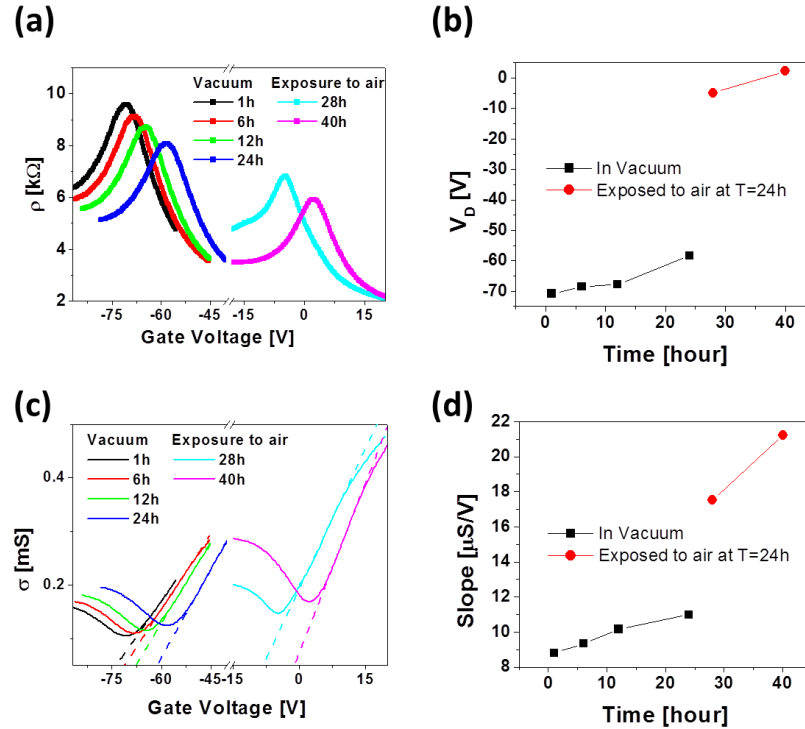 (a)
Vacuum Exposure to air
1h 28h
6h 40h
12h
24h
ρ [kΩ]
10
8
6
4
2
-75 -60 -45 -15 0 15
Gate Voltage [V]
(b)
In Vacuum
Exposed to air at T=24h
V_D [V]
0
-10
-20
-30
-40
-50
-60
-70
0 10 20 30 40
Time [hour]
(c)
Vacuum Exposure to air
1h 28h
6h 40h
12h
24h
σ [mS]
0.4
0.2
-75 -60 -45 -15 0 15
Gate Voltage [V]
(d)
In Vacuum
Exposed to air at T=24h
Slope [µS/V]
22
20
18
16
14
12
10
8
0 10 20 30 40
Time [hour]